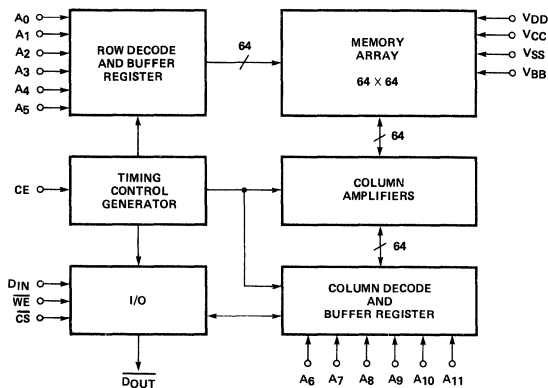 A0
A1
A2
A3
A4
A5
ROW DECODE
AND BUFFER
REGISTER
64
MEMORY
ARRAY
64 × 64
VDD
VCC
VSS
VBB
64
CE
TIMING
CONTROL
GENERATOR
COLUMN
AMPLIFIERS
64
DIN
WE
CS
I/O
COLUMN DECODE
AND
BUFFER REGISTER
DOUT
A6 A7 A8 A9 A10 A11